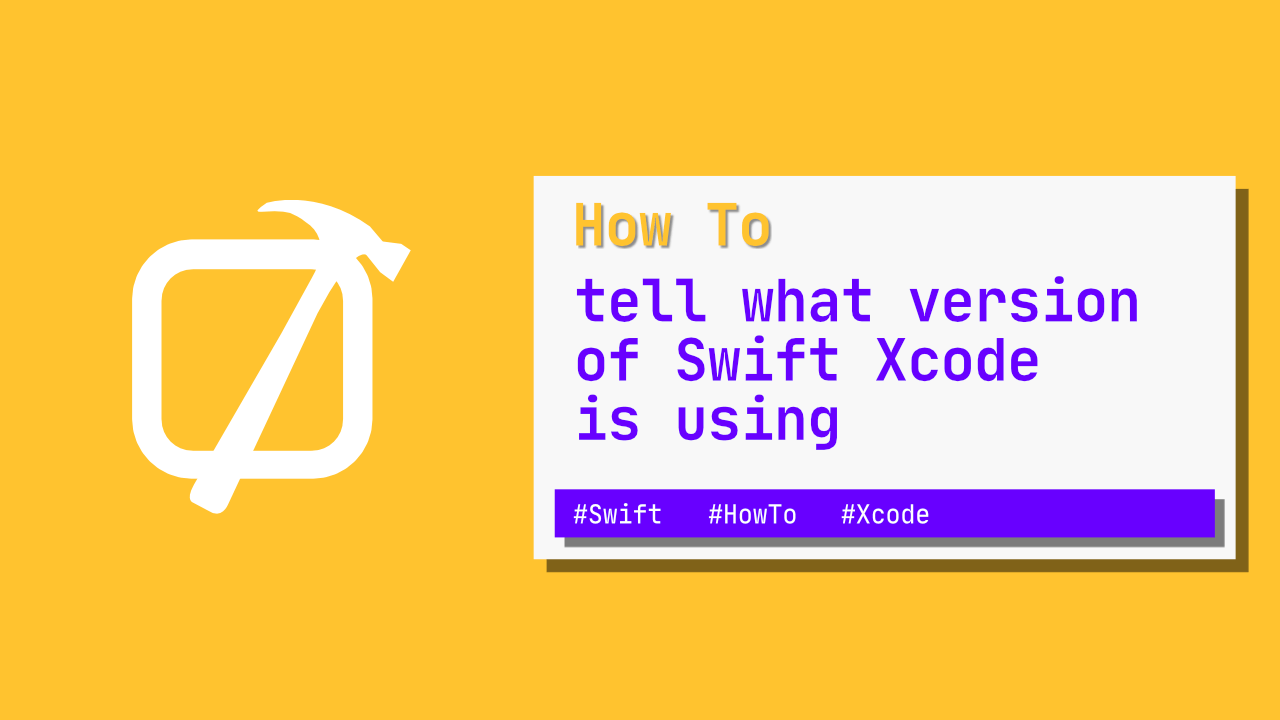 How To
tell what version
of Swift Xcode
is using
#Swift #HowTo #Xcode